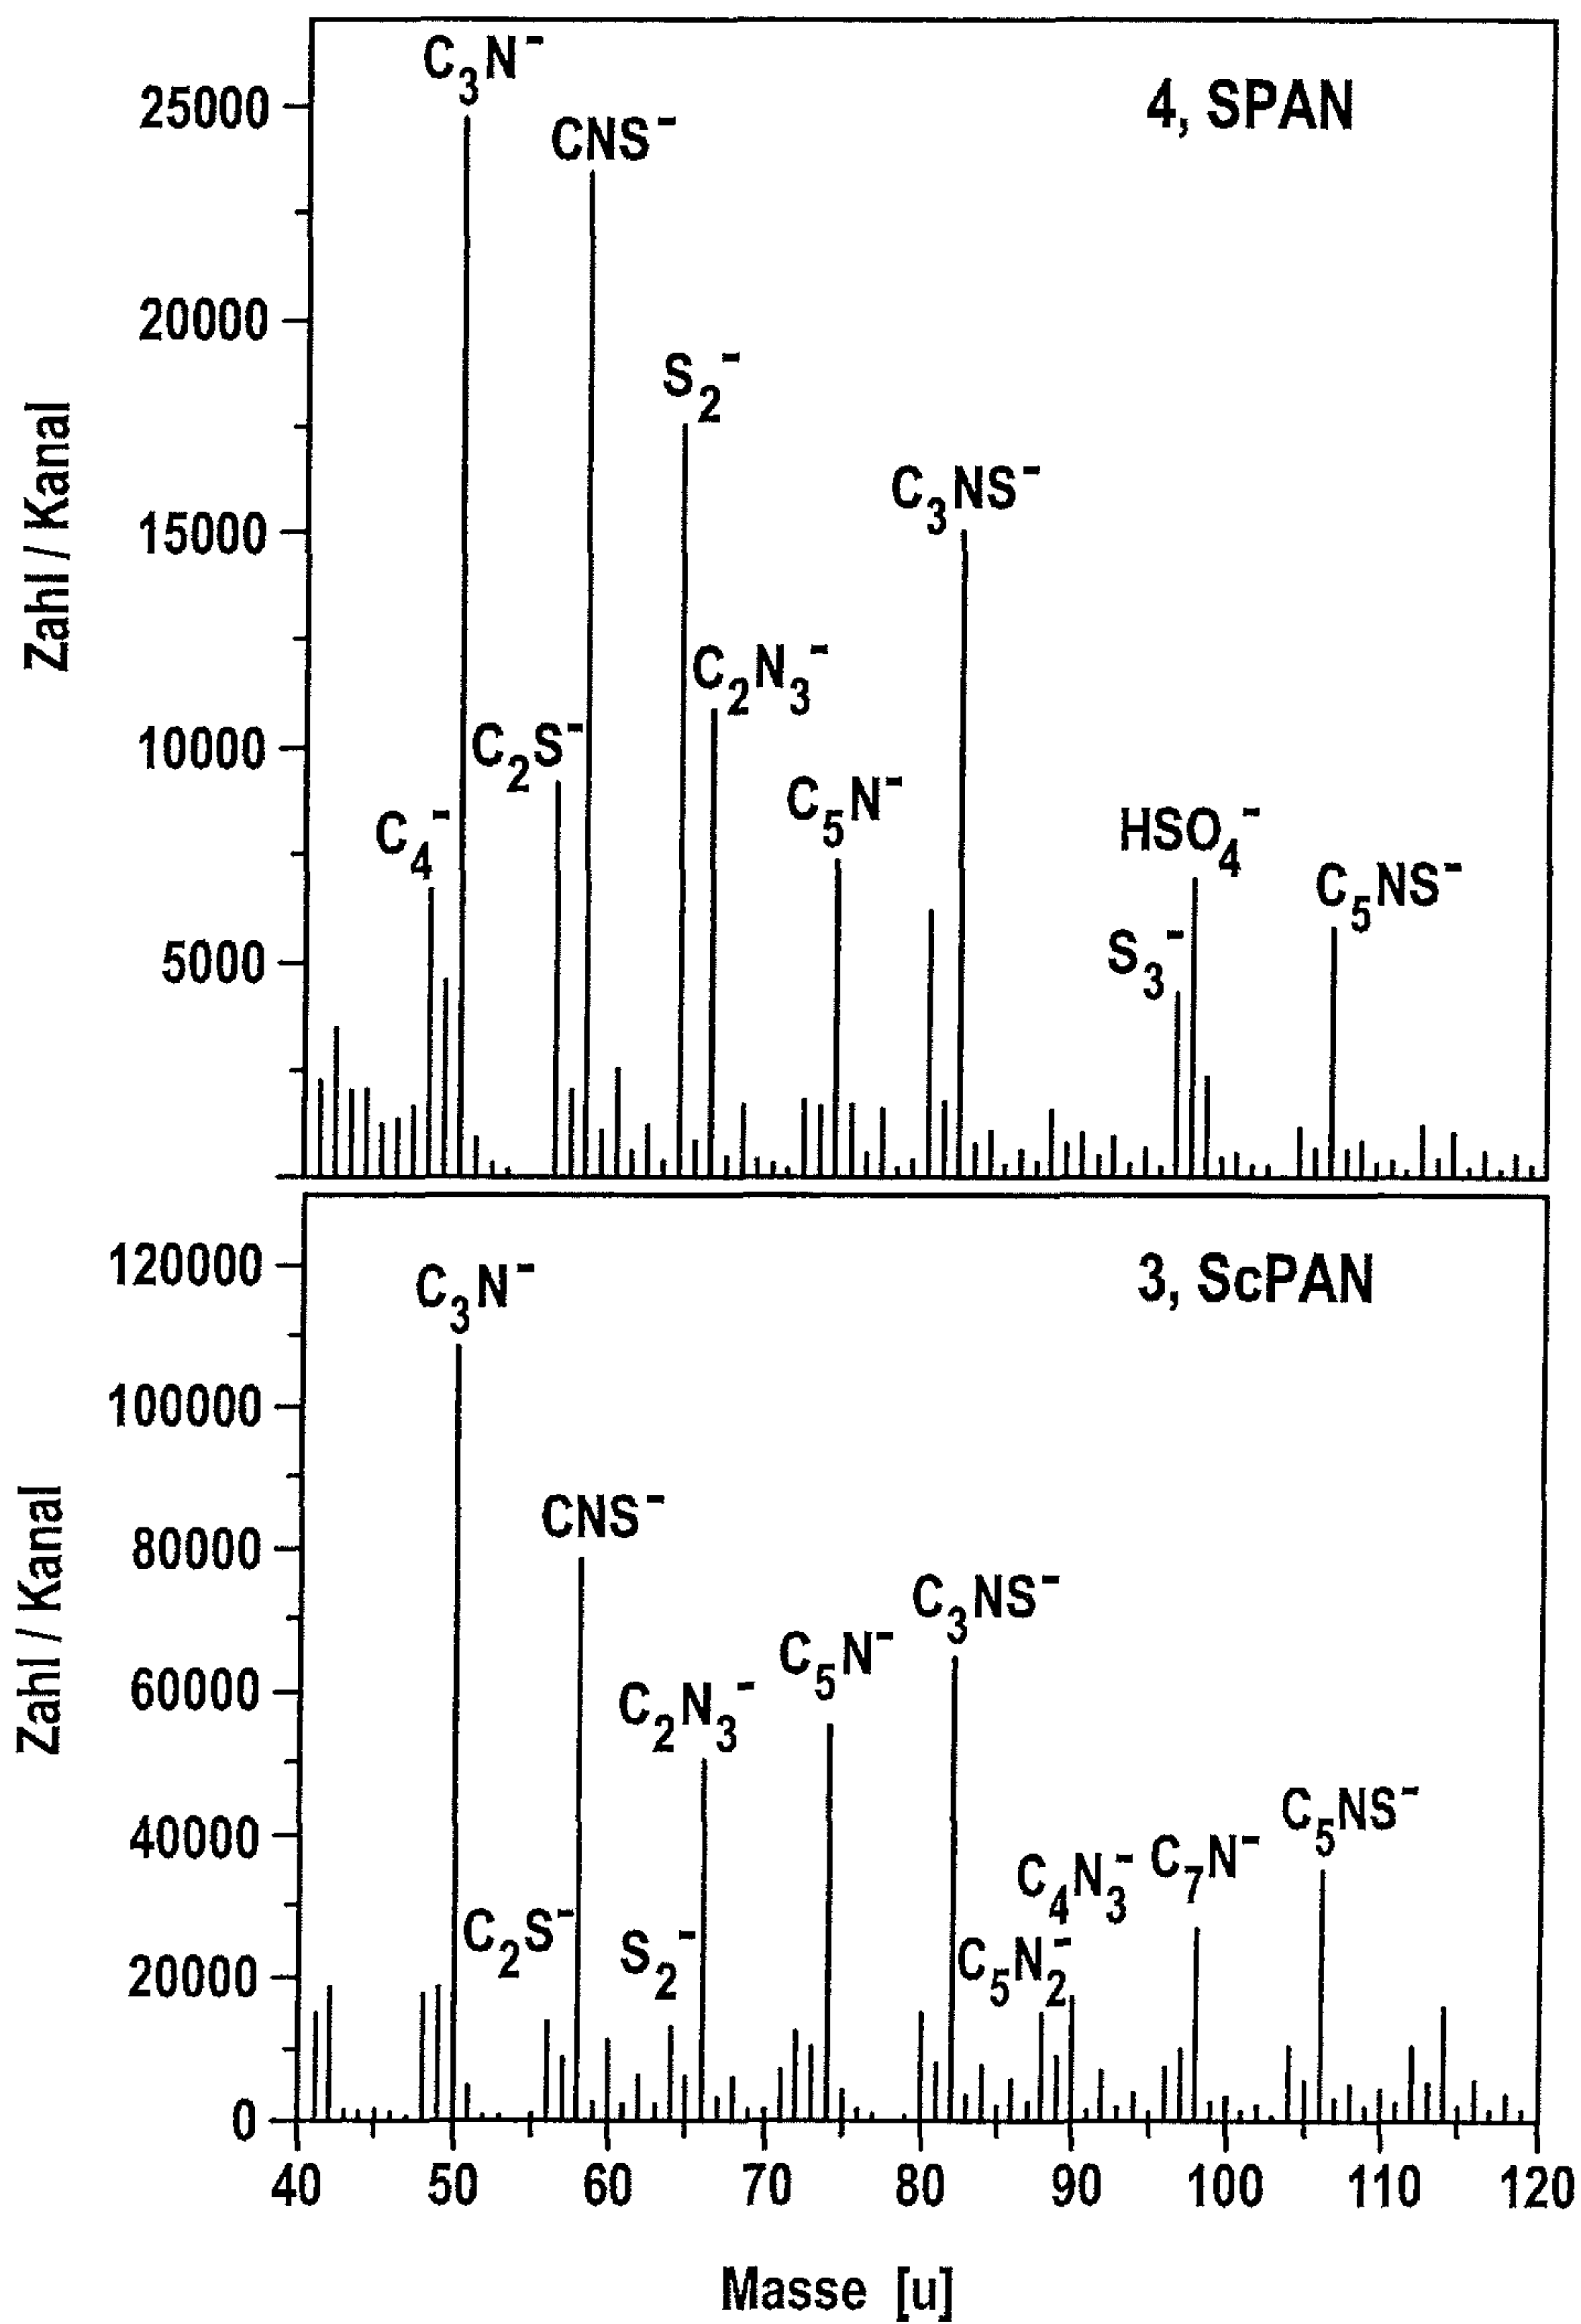 4, SPAN
C₃N⁻
CNS⁻
S₂⁻
C₃NS⁻
C₂N₃⁻
C₂S⁻
C₅N⁻
C₄⁻
HSO₄⁻
C₅NS⁻
S₃⁻
25000
20000
15000
10000
5000
Zahl / Kanal
3, ScPAN
C₃N⁻
CNS⁻
C₃NS⁻
C₅N⁻
C₂N₃⁻
C₅NS⁻
C₇N⁻
C₄N₃⁻
C₂S⁻
S₂⁻
C₅N₂⁻
120000
100000
80000
60000
40000
20000
0
Zahl / Kanal
40 50 60 70 80 90 100 110 120
Masse [u]